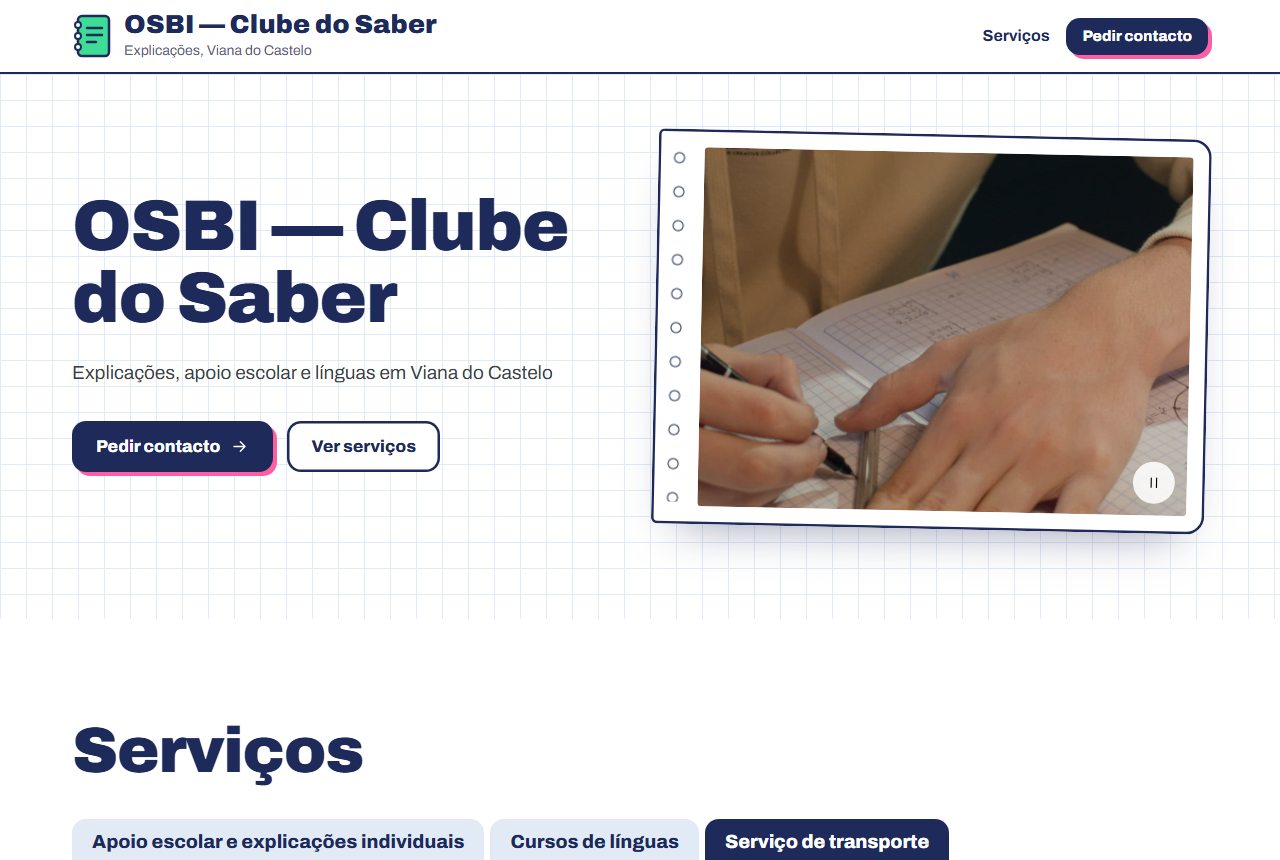 OSBI — Clube do Saber
Explicações, Viana do Castelo
Serviços
Pedir contacto
OSBI — Clube
do Saber
Explicações, apoio escolar e línguas em Viana do Castelo
Pedir contacto →
Ver serviços
Serviços
Apoio escolar e explicações individuais
Cursos de línguas
Serviço de transporte